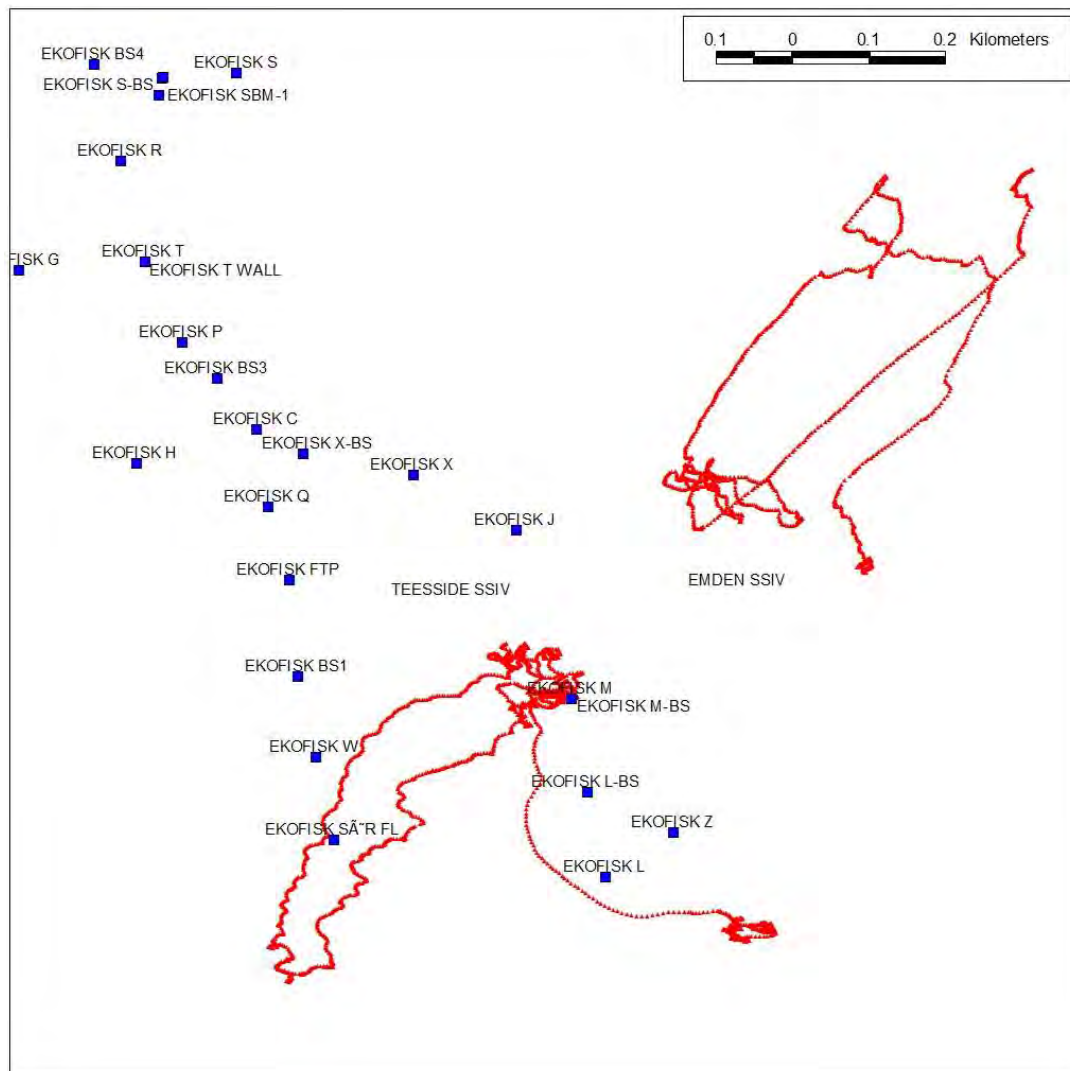 0.1 0 0.1 0.2 Kilometers
EKOFISK BS4
EKOFISK S
EKOFISK S-BS
EKOFISK SBM-1
EKOFISK R
EKOFISK T
FISK G
EKOFISK T WALL
EKOFISK P
EKOFISK BS3
EKOFISK C
EKOFISK X-BS
EKOFISK H
EKOFISK X
EKOFISK Q
EKOFISK J
EKOFISK FTP
TEESSIDE SSIV
EMDEN SSIV
EKOFISK BS1
EKOFISK M
EKOFISK M-BS
EKOFISK W
EKOFISK L-BS
EKOFISK Z
EKOFISK SÃ˜R FL
EKOFISK L